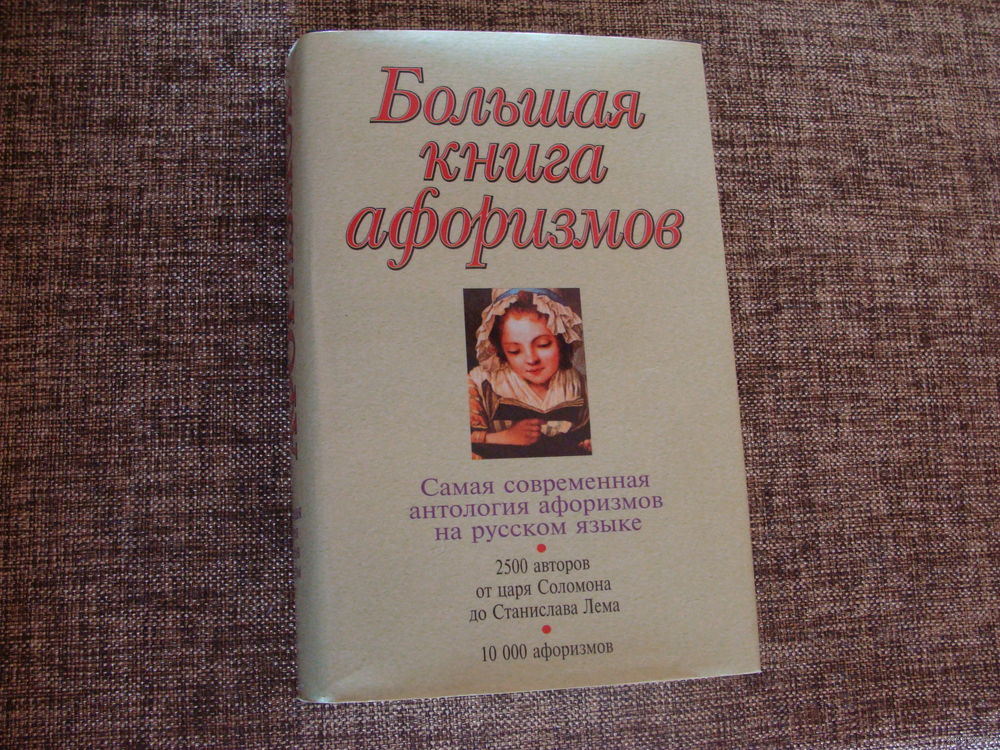 Большая
книга
афоризмов
Самая современная
антология афоризмов
на русском языке
2500 авторов
от царя Соломона
до Станислава Лема
10 000 афоризмов